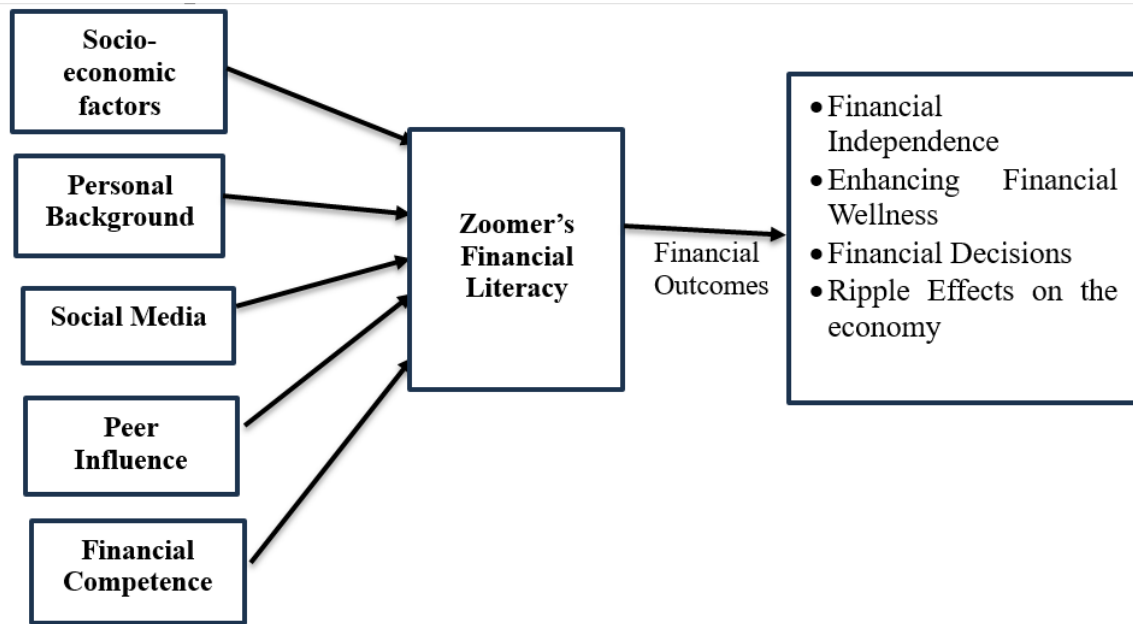 Socio-
economic
factors
Personal
Background
Social Media
Peer
Influence
Financial
Competence
Zoomer’s
Financial
Literacy
Financial
Outcomes
• Financial
Independence
• Enhancing Financial
Wellness
• Financial Decisions
• Ripple Effects on the
economy